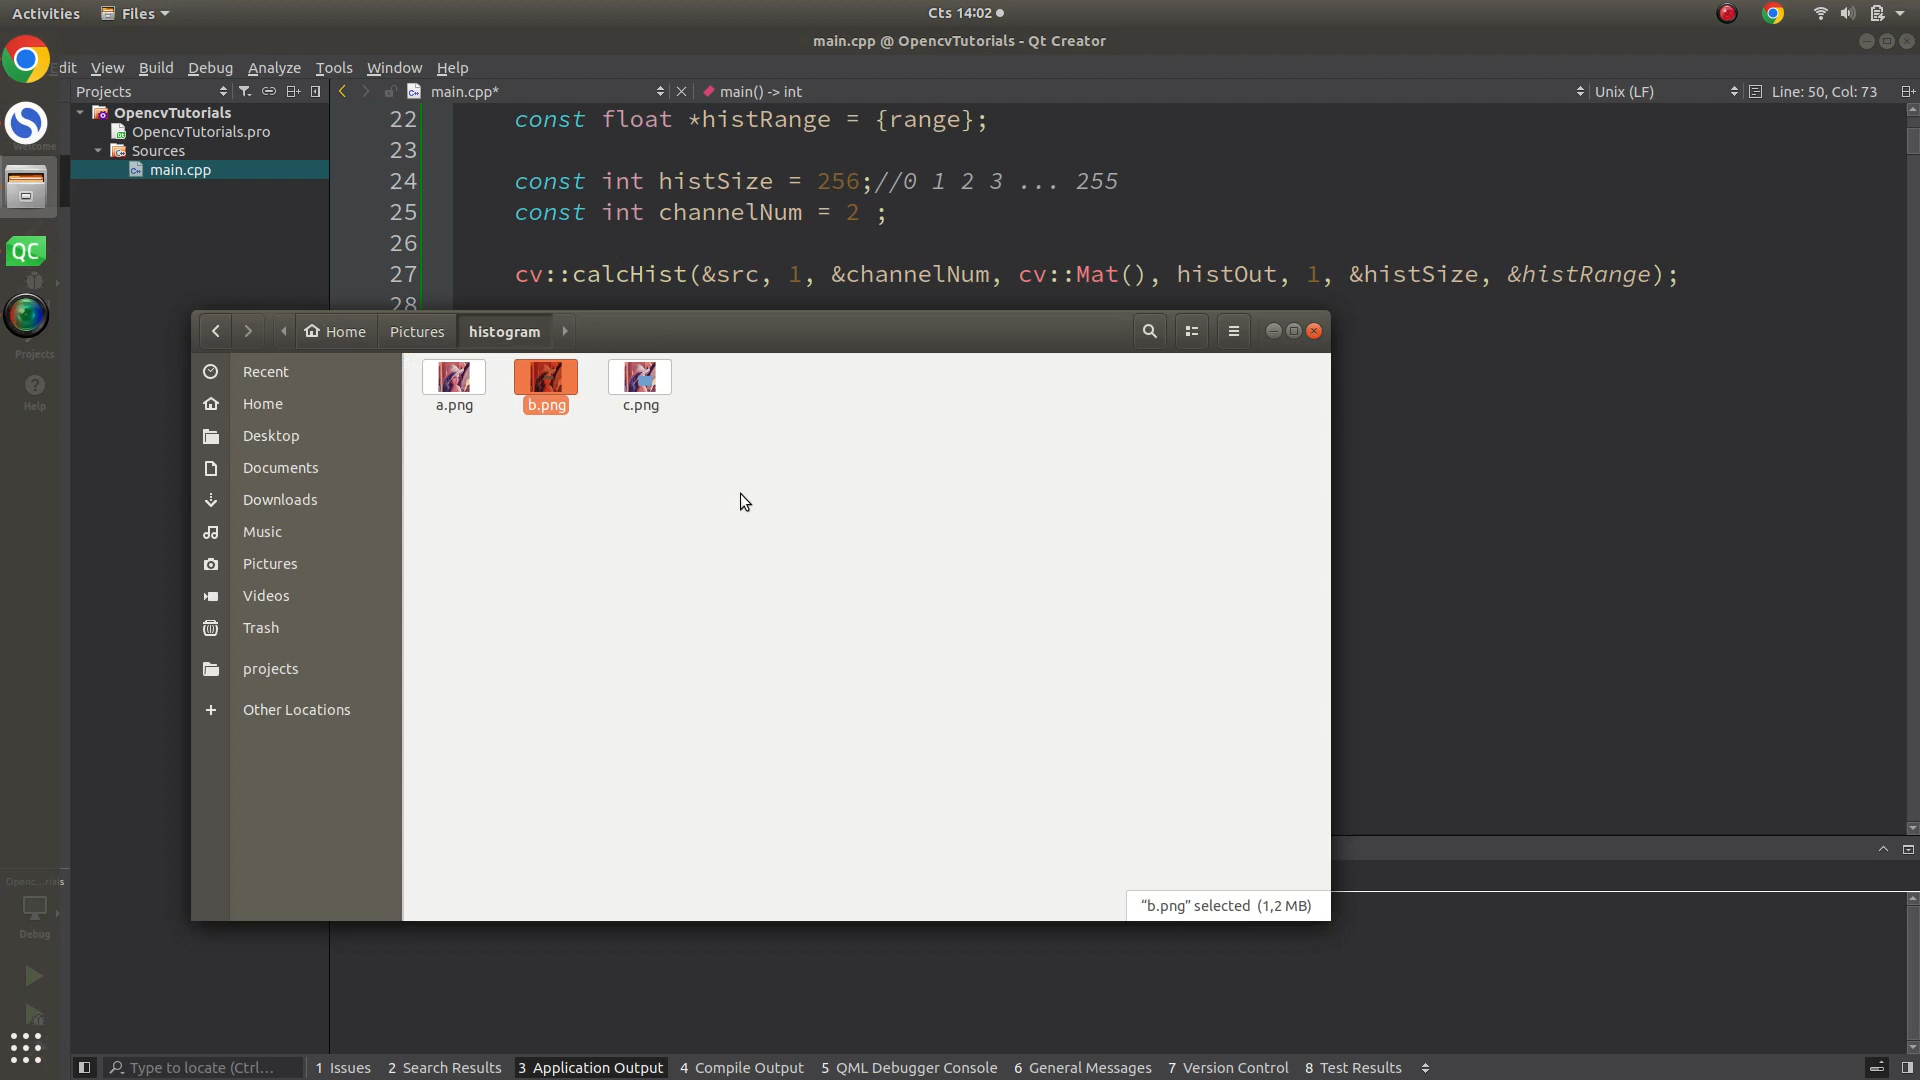 Activities Files Cts 14:02
main.cpp @ OpencvTutorials - Qt Creator
dit View Build Debug Analyze Tools Window Help
Projects main.cpp* main() -> int Unix (LF) Line: 50, Col: 73
OpencvTutorials
OpencvTutorials.pro
Sources
main.cpp
22 const float *histRange = {range};
23
24 const int histSize = 256;//0 1 2 3 ... 255
25 const int channelNum = 2 ;
26
27 cv::calcHist(&src, 1, &channelNum, cv::Mat(), histOut, 1, &histSize, &histRange);
28
Welcome
QC
Projects
Help
Home Pictures histogram
Recent
Home
Desktop
Documents
Downloads
Music
Pictures
Videos
Trash
projects
Other Locations
a.png b.png c.png
“b.png” selected (1,2 MB)
Openc...rials
Debug
Type to locate (Ctrl... 1 Issues 2 Search Results 3 Application Output 4 Compile Output 5 QML Debugger Console 6 General Messages 7 Version Control 8 Test Results